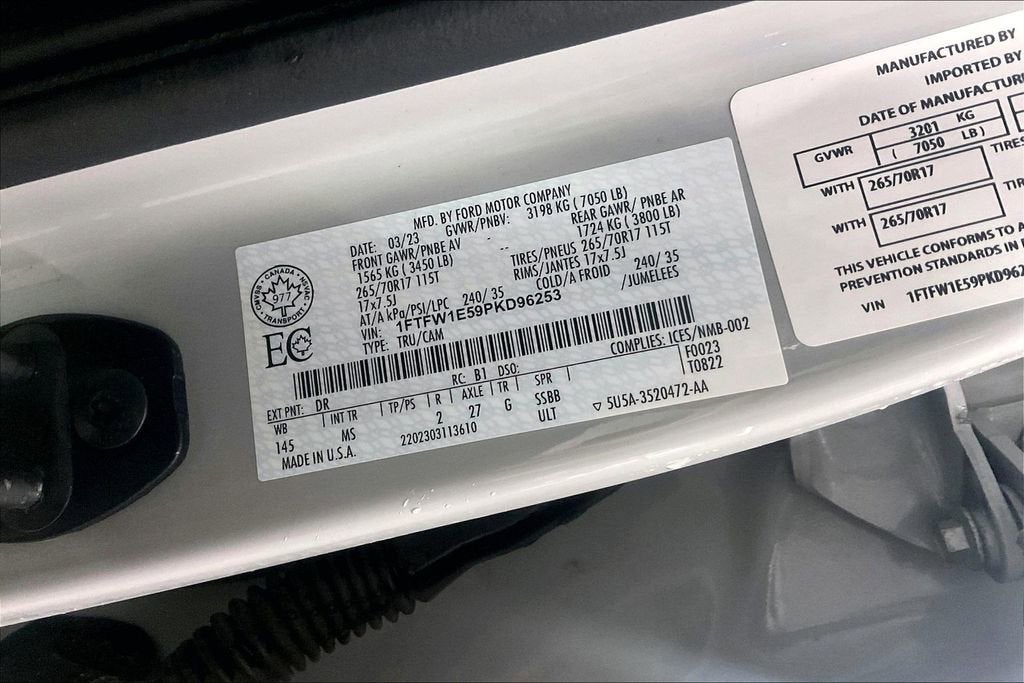 MFD. BY FORD MOTOR COMPANY
DATE: 03/23 GVWR/PNBV: 3198 KG ( 7050 LB)
FRONT GAWR/PNBE AV -- REAR GAWR/ PNBE AR
1565 KG ( 3450 LB) 1724 KG ( 3800 LB)
265/70R17 115T TIRES/PNEUS 265/70R17 115T
17x7.5J RIMS/JANTES 17x7.5J
AT/A kPa/PSI/LPC 240/ 35 COLD/A FROID 240/ 35
VIN: 1FTFW1E59PKD96253 /JUMELEES
TYPE: TRU/CAM
CANADA
977
TRANSPORT
EC
COMPLIES: ICES/NMB-002
RC: B1 DSO: F0023
EXT PNT: DR T0822
WB INT TR TP/PS R AXLE TR SPR
145 MS 2 27 G SSBB
2202303113610 ULT 5U5A-3520472-AA
MADE IN U.S.A.
MANUFACTURED BY
IMPORTED BY
DATE OF MANUFACTUR
GVWR 3201 KG
( 7050 LB )
WITH 265/70R17 TIRES
WITH 265/70R17 TIR
THIS VEHICLE CONFORMS TO A
PREVENTION STANDARDS IN
VIN 1FTFW1E59PKD962